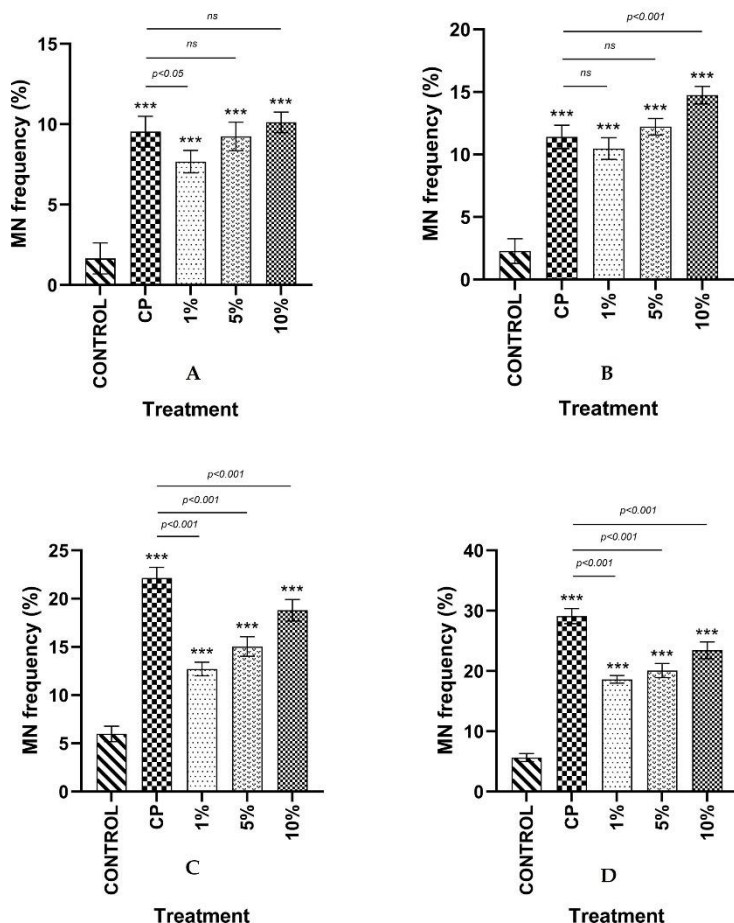 ns
ns
p<0.05
***
***
***
***
MN frequency (%)
15
10
5
0
CONTROL
CP
1%
5%
10%
A
Treatment
p<0.001
ns
ns
***
***
***
***
MN frequency (%)
20
15
10
5
0
CONTROL
CP
1%
5%
10%
B
Treatment
p<0.001
p<0.001
p<0.001
***
***
***
***
MN frequency (%)
25
20
15
10
5
0
CONTROL
CP
1%
5%
10%
C
Treatment
p<0.001
p<0.001
p<0.001
***
***
***
***
MN frequency (%)
40
30
20
10
0
CONTROL
CP
1%
5%
10%
D
Treatment